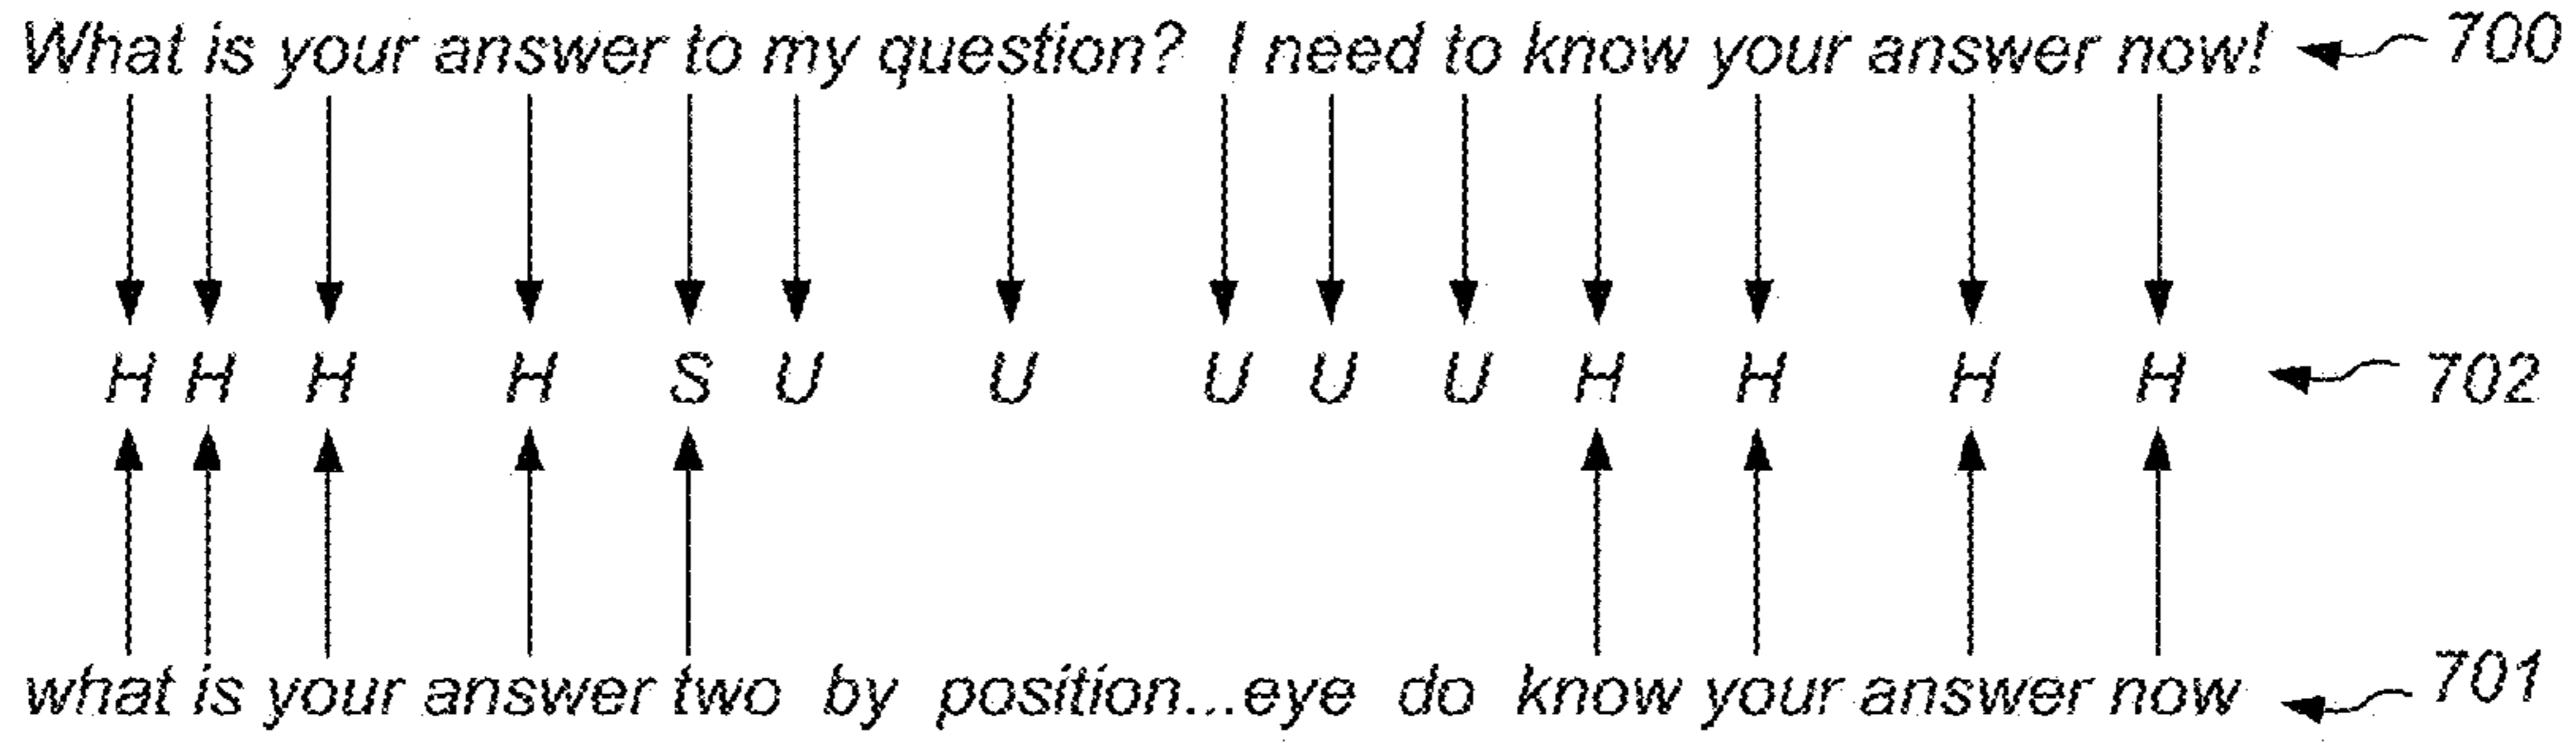 What is your answer to my question? I need to know your answer now! 700
H H H H S U U U U U H H H H 702
what is your answer two by position...eye do know your answer now 701